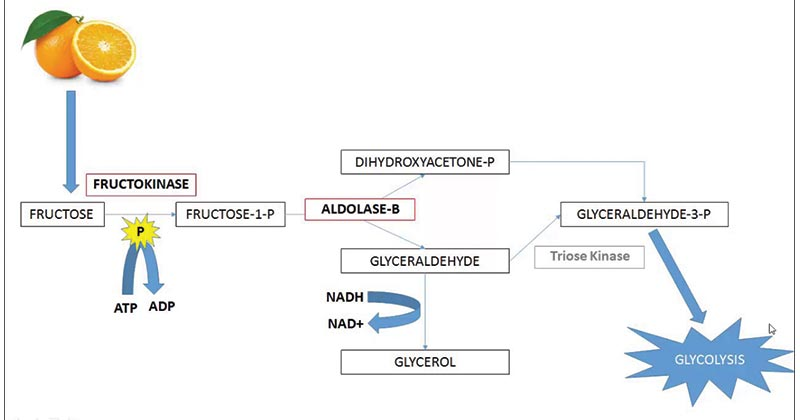 FRUCTOKINASE
FRUCTOSE
P
FRUCTOSE-1-P
ATP
ADP
ALDOLASE-B
DIHYDROXYACETONE-P
GLYCERALDEHYDE
GLYCERALDEHYDE-3-P
Triose Kinase
NADH
NAD+
GLYCEROL
GLYCOLYSIS